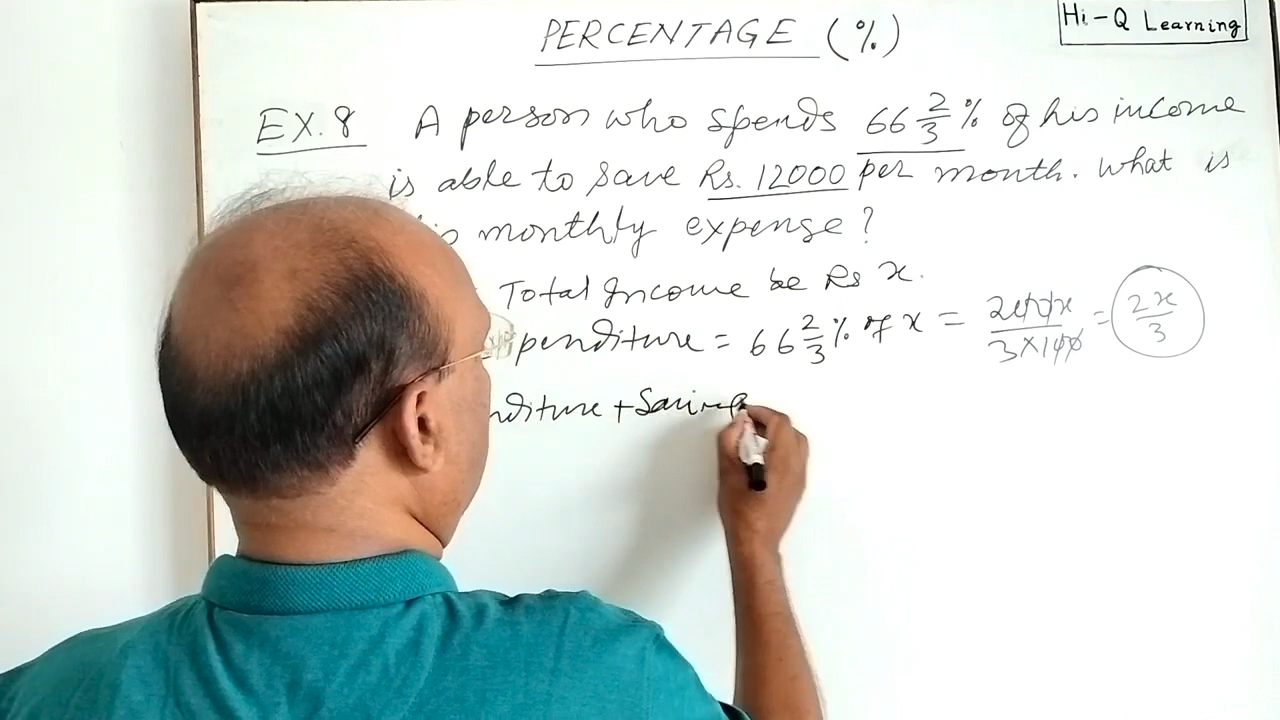 PERCENTAGE (%)
Hi-Q Learning
EX.8 A person who spends 66 2/3 % of his income
is able to save Rs. 12000 per month. What is
monthly expense?
Total Income be Rs x.
penditure = 66 2/3 % of x = 200x/3×100 = 2x/3
nditure + Saving